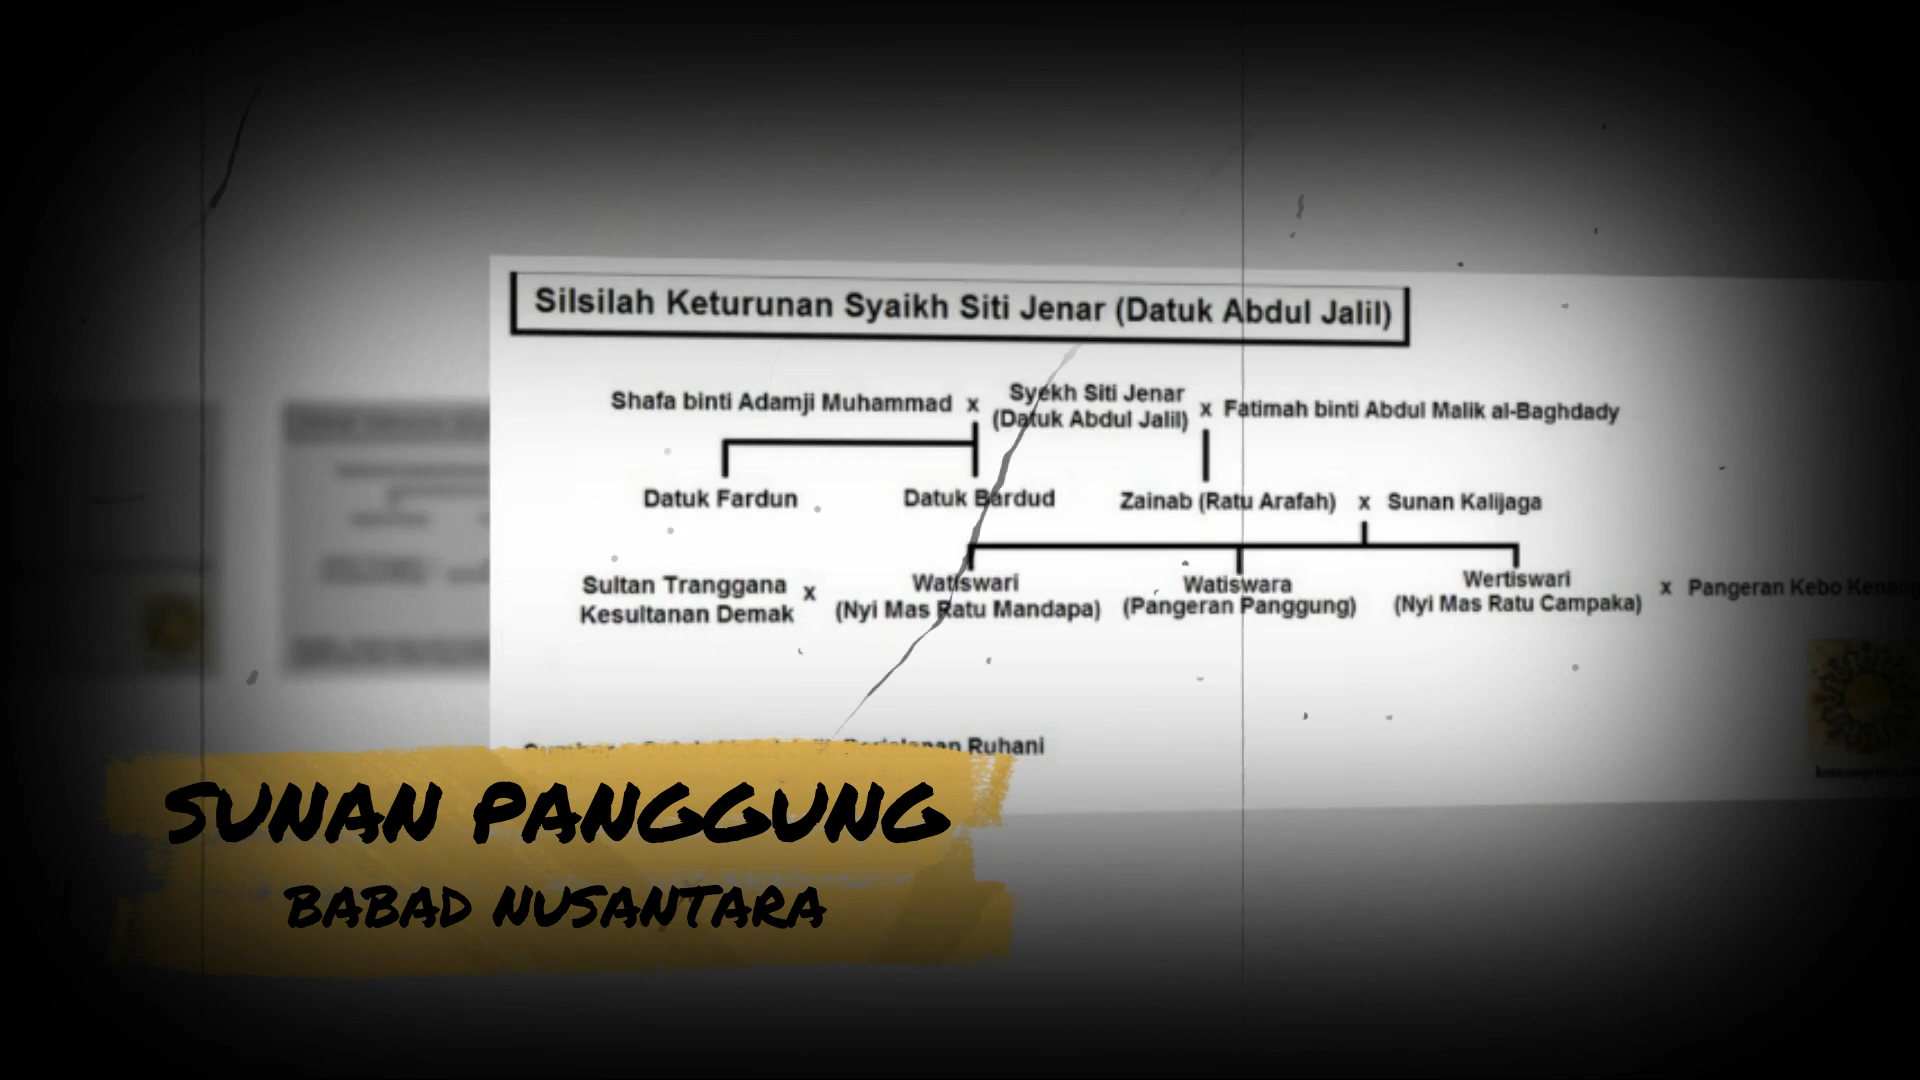 Silsilah Keturunan Syaikh Siti Jenar (Datuk Abdul Jalil)
Shafa binti Adamji Muhammad x Syekh Siti Jenar (Datuk Abdul Jalil) x Fatimah binti Abdul Malik al-Baghdady
Datuk Fardun Datuk Bardud Zainab (Ratu Arafah) x Sunan Kalijaga
Sultan Tranggana x Watiswari Watiswara Wertiswari x Pangeran Kebo
Kesultanan Demak (Nyi Mas Ratu Mandapa) (Pangeran Panggung) (Nyi Mas Ratu Campaka)
Ruhani
SUNAN PANGGUNG
BABAD NUSANTARA